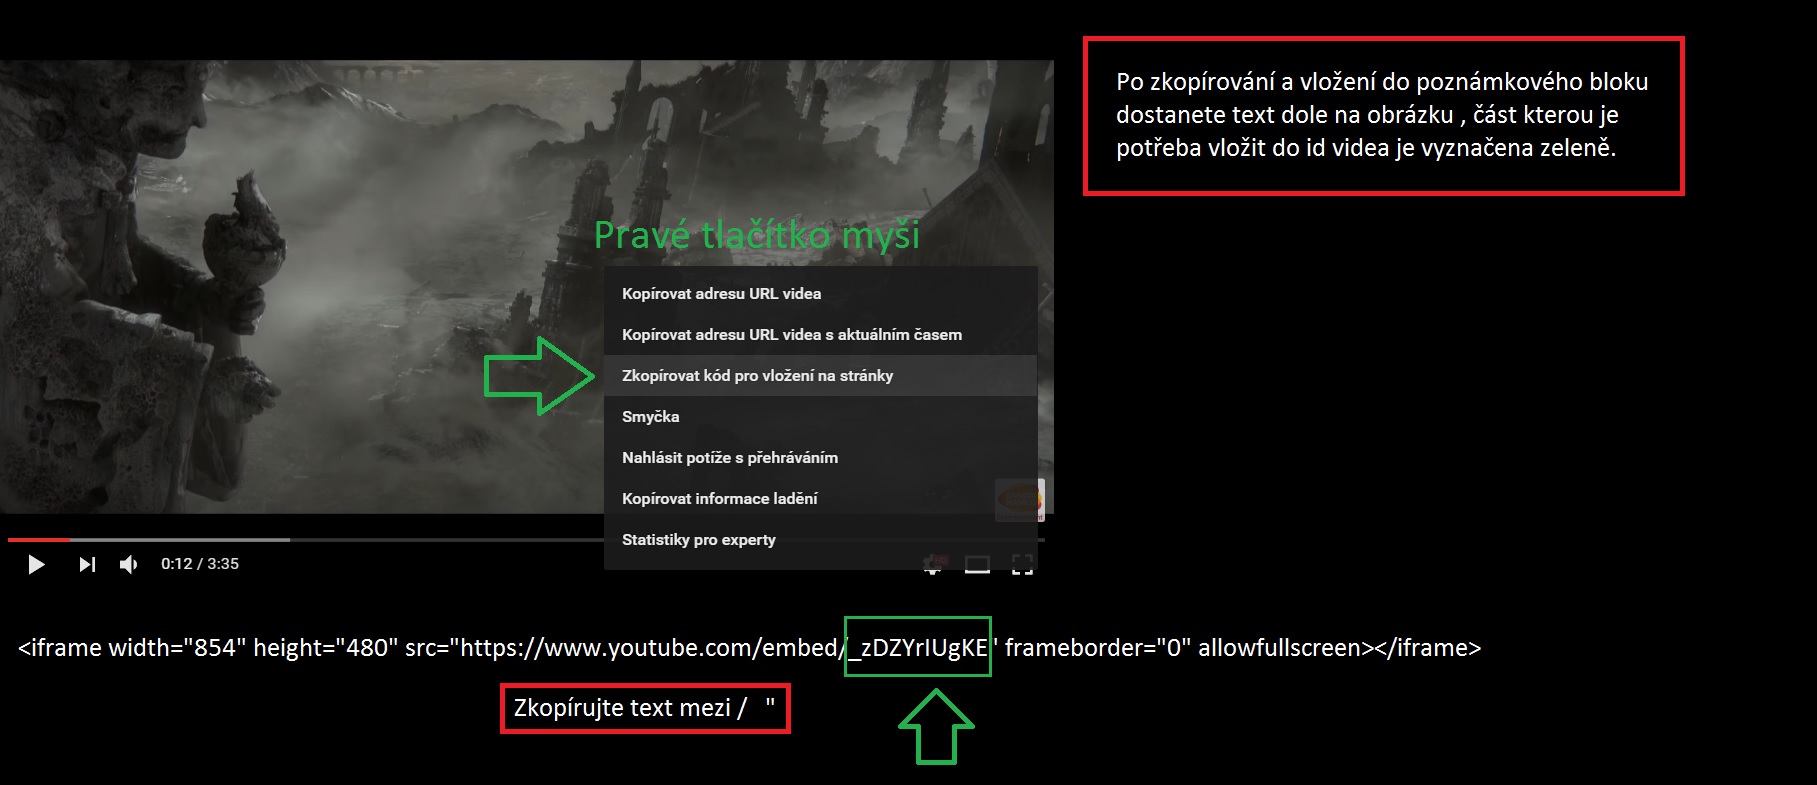 Po zkopírování a vložení do poznámkového bloku
dostanete text dole na obrázku , část kterou je
potřeba vložit do id videa je vyznačena zeleně.
Pravé tlačítko myši
Kopírovat adresu URL videa
Kopírovat adresu URL videa s aktuálním časem
Zkopírovat kód pro vložení na stránky
Smyčka
Nahlásit potíže s přehráváním
Kopírovat informace ladění
Statistiky pro experty
0:12 / 3:35
<iframe width="854" height="480" src="https://www.youtube.com/embed/_zDZYrIUgKE" frameborder="0" allowfullscreen></iframe>
Zkopírujte text mezi /   "